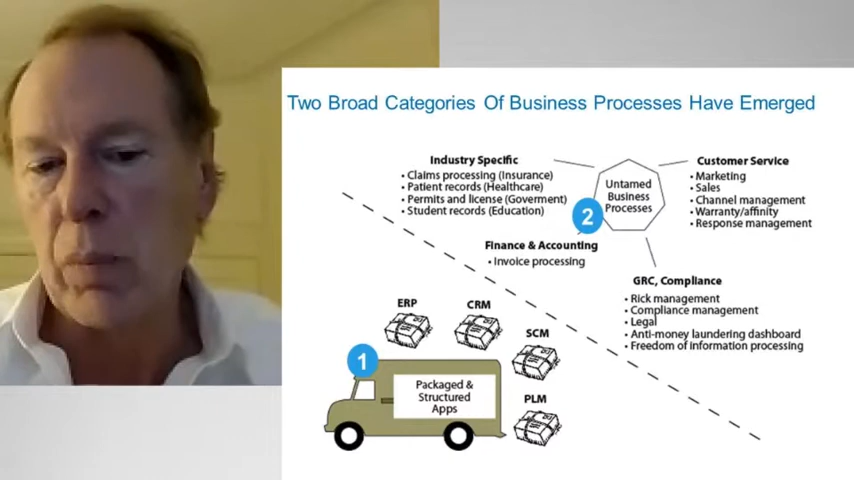 Two Broad Categories Of Business Processes Have Emerged
Industry Specific
• Claims processing (Insurance)
• Patient records (Healthcare)
• Permits and license (Goverment)
• Student records (Education)
Untamed
Business
Processes
2
Customer Service
• Marketing
• Sales
• Channel management
• Warranty/affinity
• Response management
Finance & Accounting
• Invoice processing
GRC, Compliance
• Rick management
• Compliance management
• Legal
• Anti-money laundering dashboard
• Freedom of information processing
ERP
CRM
SCM
PLM
1
Packaged &
Structured
Apps